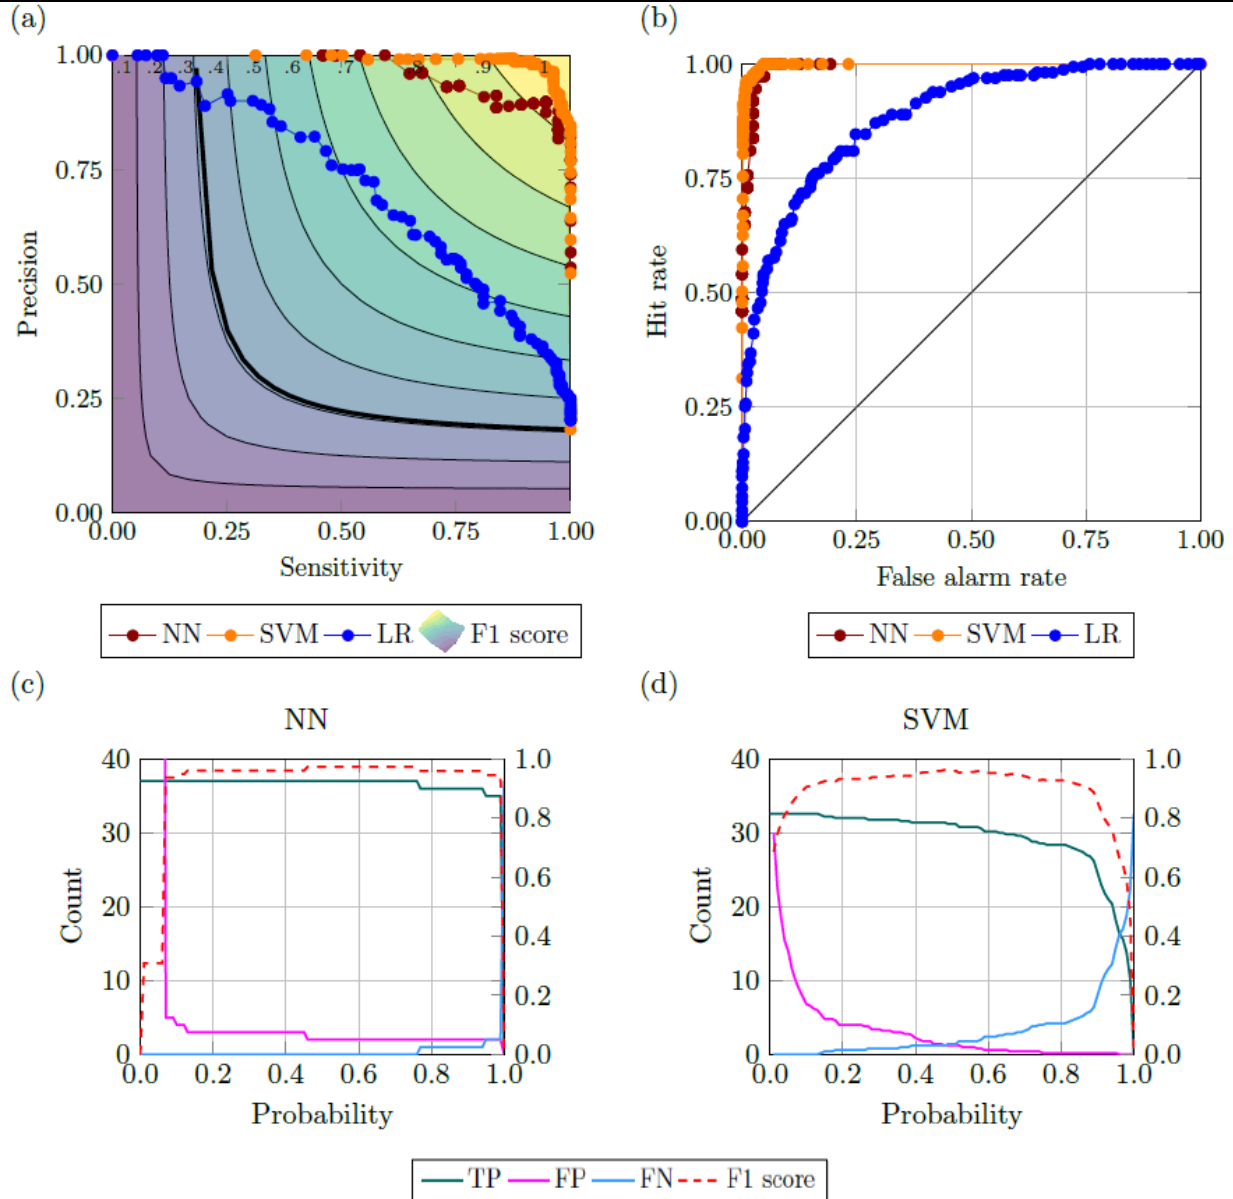 (a)
(b)
1.00
0.75
0.50
0.25
0.00
.1 .2 .3 .4 .5 .6 .7 .8 .9 1
0.00 0.25 0.50 0.75 1.00
Precision
Sensitivity
NN SVM LR F1 score
1.00
0.75
0.50
0.25
0.00
0.00 0.25 0.50 0.75 1.00
Hit rate
False alarm rate
NN SVM LR
(c)
(d)
NN
40
30
20
10
0
1.0
0.8
0.6
0.4
0.2
0.0
0.0 0.2 0.4 0.6 0.8 1.0
Count
Probability
SVM
40
30
20
10
0
1.0
0.8
0.6
0.4
0.2
0.0
0.0 0.2 0.4 0.6 0.8 1.0
Count
Probability
TP FP FN F1 score